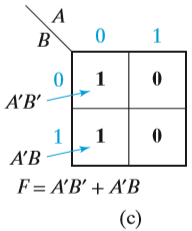 A
B 0 1
0 1 0
A'B'
1 1 0
A'B
F = A'B' + A'B
(c)